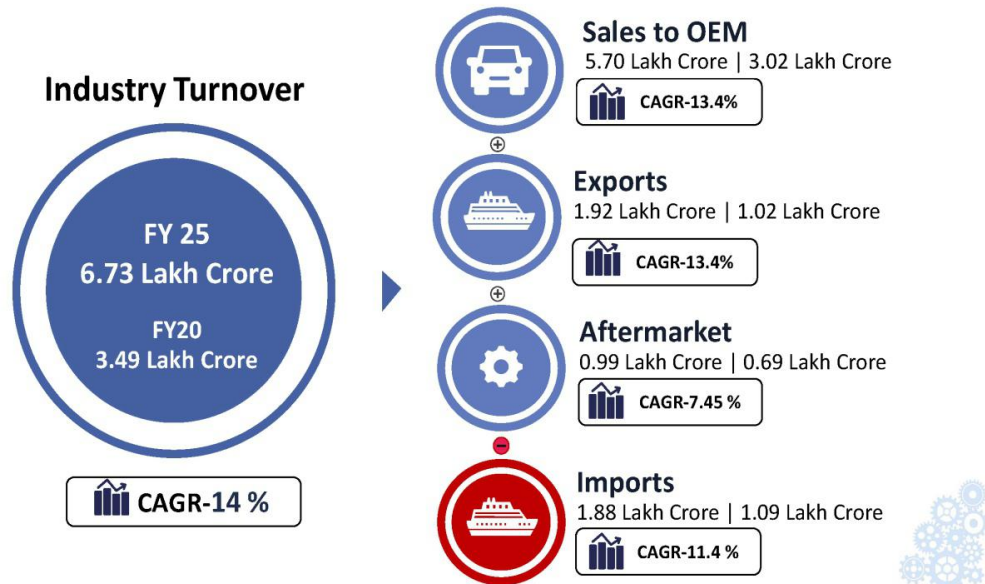 Industry Turnover
FY 25
6.73 Lakh Crore
FY20
3.49 Lakh Crore
CAGR-14 %
Sales to OEM
5.70 Lakh Crore | 3.02 Lakh Crore
CAGR-13.4%
Exports
1.92 Lakh Crore | 1.02 Lakh Crore
CAGR-13.4%
Aftermarket
0.99 Lakh Crore | 0.69 Lakh Crore
CAGR-7.45 %
Imports
1.88 Lakh Crore | 1.09 Lakh Crore
CAGR-11.4 %